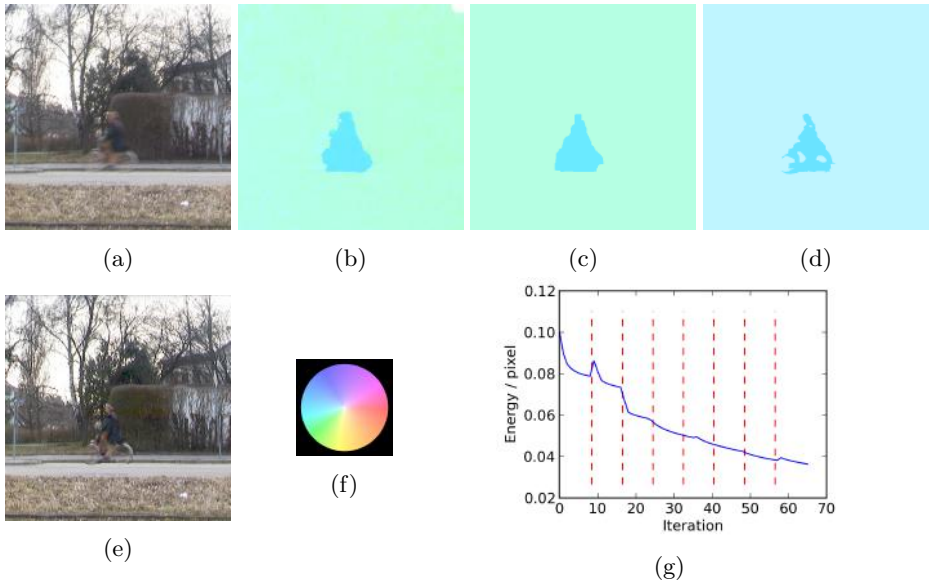 (a)
(b)
(c)
(d)
(e)
(f)
0.12
0.10
0.08
0.06
0.04
0.02
Energy / pixel
0 10 20 30 40 50 60 70
Iteration
(g)